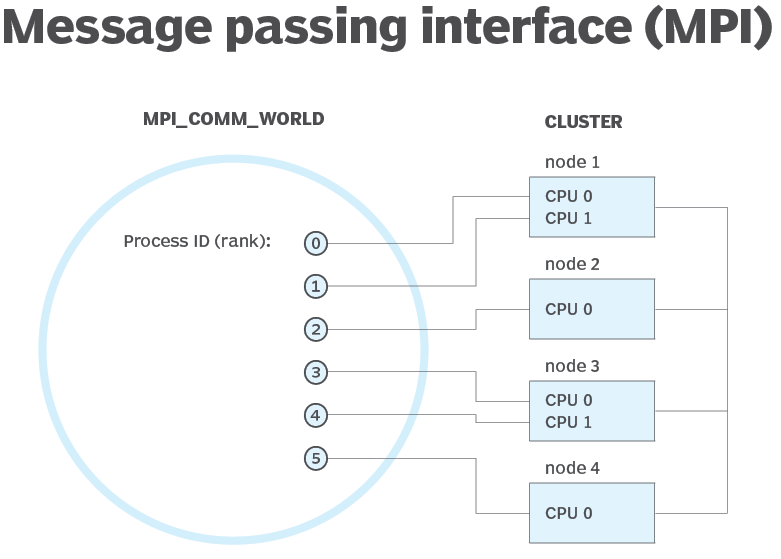 Message passing interface (MPI)
MPI_COMM_WORLD
Process ID (rank):
0
1
2
3
4
5
CLUSTER
node 1
CPU 0
CPU 1
node 2
CPU 0
node 3
CPU 0
CPU 1
node 4
CPU 0